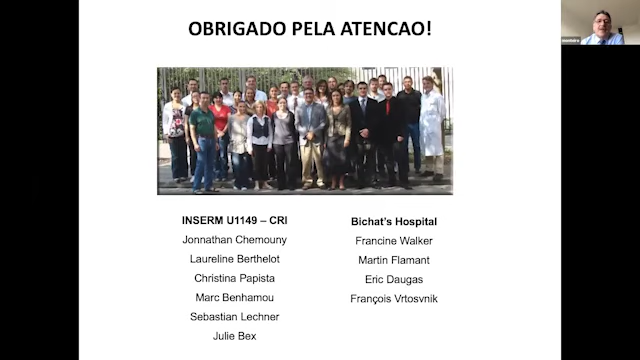 OBRIGADO PELA ATENCAO!
INSERM U1149 – CRI
Jonnathan Chemouny
Laureline Berthelot
Christina Papista
Marc Benhamou
Sebastian Lechner
Julie Bex
Bichat's Hospital
Francine Walker
Martin Flamant
Eric Daugas
François Vrtosvnik